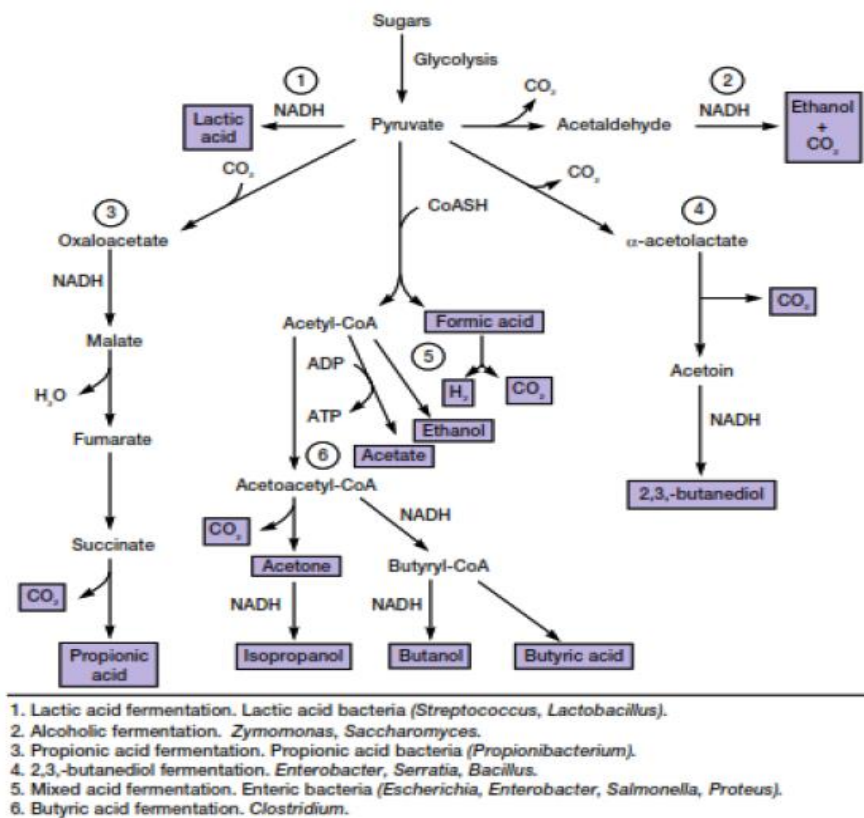 Sugars
Glycolysis
1
NADH
Lactic
acid
Pyruvate
CO2
Acetaldehyde
2
NADH
Ethanol
+
CO2
CO2
3
Oxaloacetate
CoASH
CO2
4
α-acetolactate
NADH
Malate
H2O
Fumarate
Succinate
CO2
Propionic
acid
Acetyl-CoA
Formic acid
5
H2
CO2
ADP
ATP
Ethanol
Acetate
6
Acetoacetyl-CoA
CO2
Acetone
NADH
Isopropanol
NADH
Butyryl-CoA
NADH
Butanol
Butyric acid
CO2
Acetoin
NADH
2,3,-butanediol
1. Lactic acid fermentation. Lactic acid bacteria (Streptococcus, Lactobacillus).
2. Alcoholic fermentation. Zymomonas, Saccharomyces.
3. Propionic acid fermentation. Propionic acid bacteria (Propionibacterium).
4. 2,3,-butanediol fermentation. Enterobacter, Serratia, Bacillus.
5. Mixed acid fermentation. Enteric bacteria (Escherichia, Enterobacter, Salmonella, Proteus).
6. Butyric acid fermentation. Clostridium.